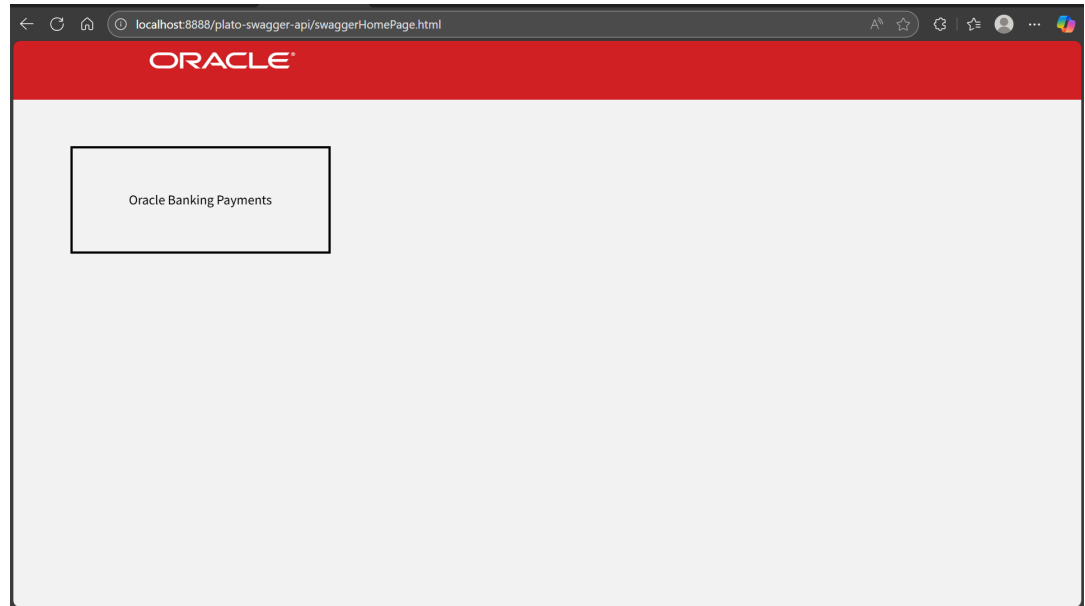 localhost:8888/plato-swagger-api/swaggerHomePage.html
ORACLE®
Oracle Banking Payments